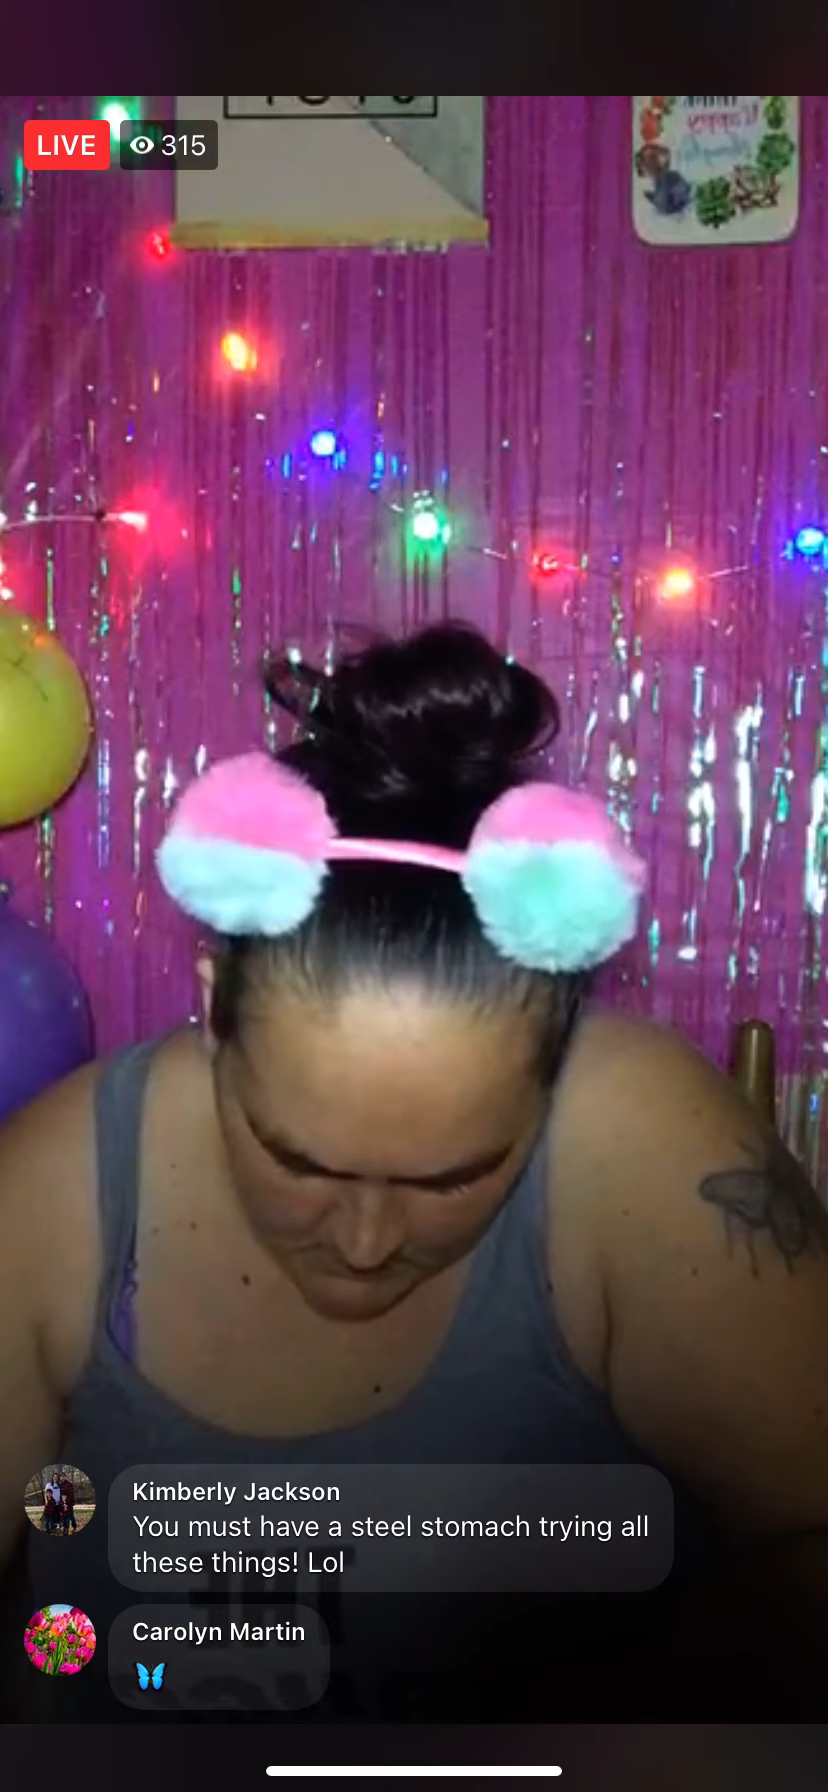 LIVE 315
Kimberly Jackson
You must have a steel stomach trying all
these things! Lol
Carolyn Martin
🦋